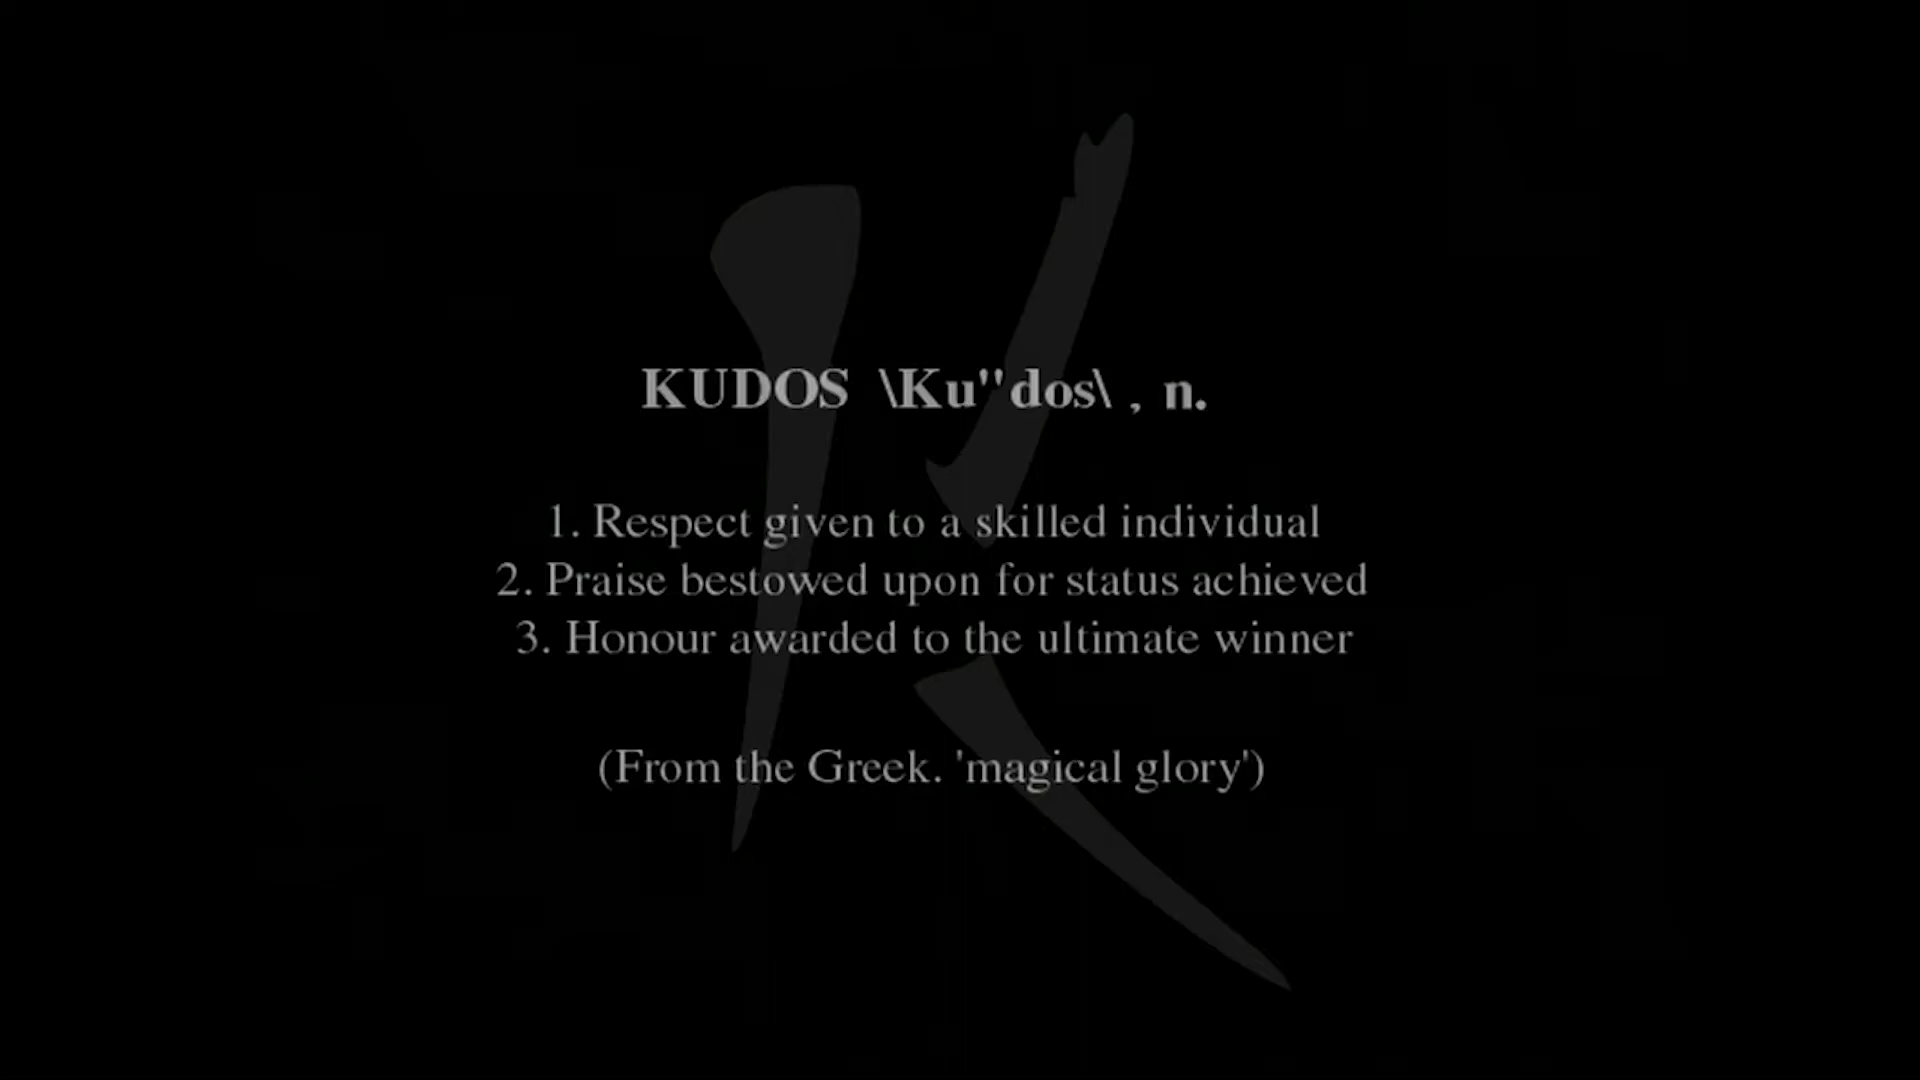 KUDOS \Ku"dos\ , n.
1. Respect given to a skilled individual
2. Praise bestowed upon for status achieved
3. Honour awarded to the ultimate winner
(From the Greek. 'magical glory')